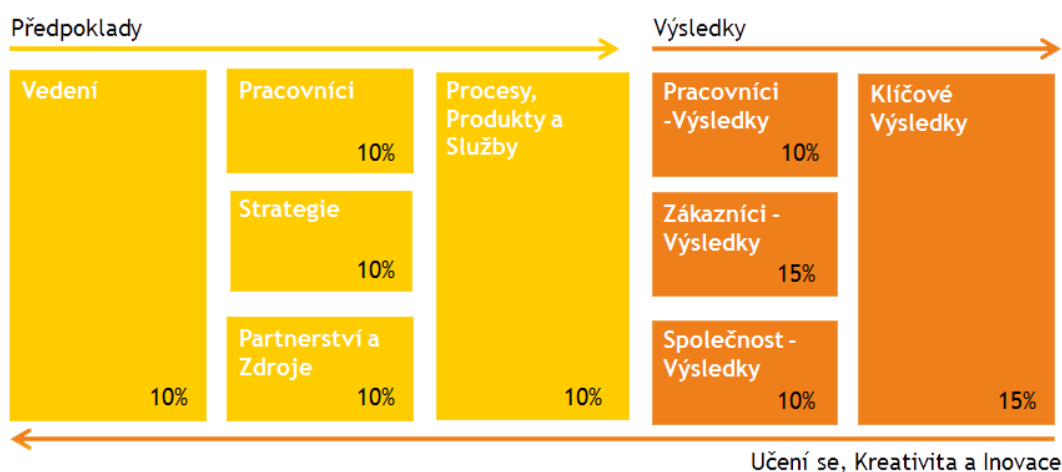 Předpoklady
Výsledky
Vedení
10%
Pracovníci
10%
Strategie
10%
Partnerství a
Zdroje
10%
Procesy,
Produkty a
Služby
10%
Pracovníci
-Výsledky
10%
Zákazníci -
Výsledky
15%
Společnost -
Výsledky
10%
Klíčové
Výsledky
15%
Učení se, Kreativita a Inovace